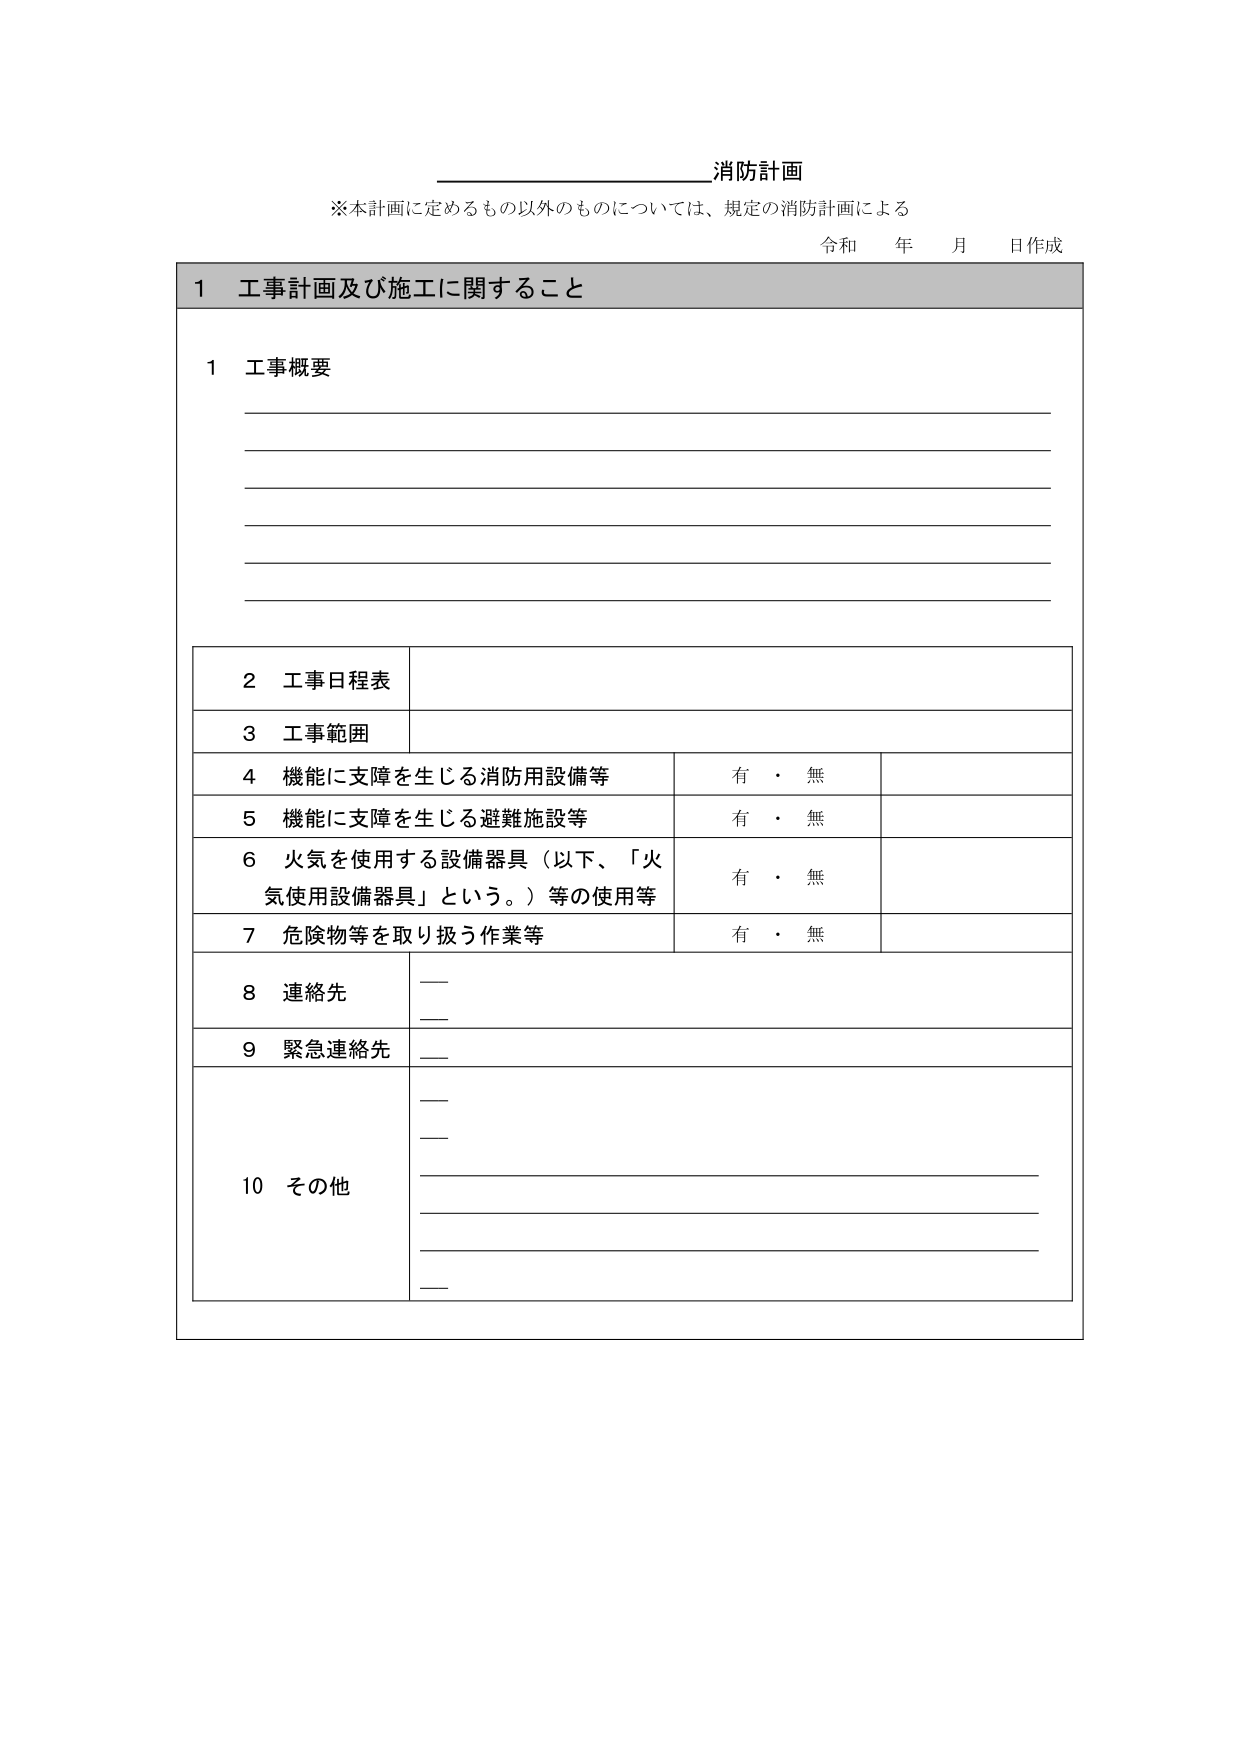 消防計画
※本計画に定めるもの以外のものについては、規定の消防計画による
令和　　年　　月　　日作成
１　工事計画及び施工に関すること
１　工事概要
２　工事日程表
３　工事範囲
４　機能に支障を生じる消防用設備等　有　・　無
５　機能に支障を生じる避難施設等　有　・　無
６　火気を使用する設備器具（以下、「火
気使用設備器具」という。）等の使用等　有　・　無
７　危険物等を取り扱う作業等　有　・　無
８　連絡先
９　緊急連絡先
10　その他